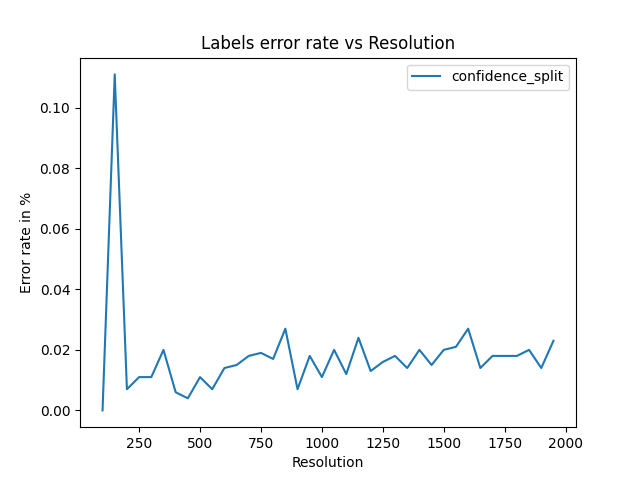 Labels error rate vs Resolution
confidence_split
Error rate in %
0.10
0.08
0.06
0.04
0.02
0.00
250 500 750 1000 1250 1500 1750 2000
Resolution